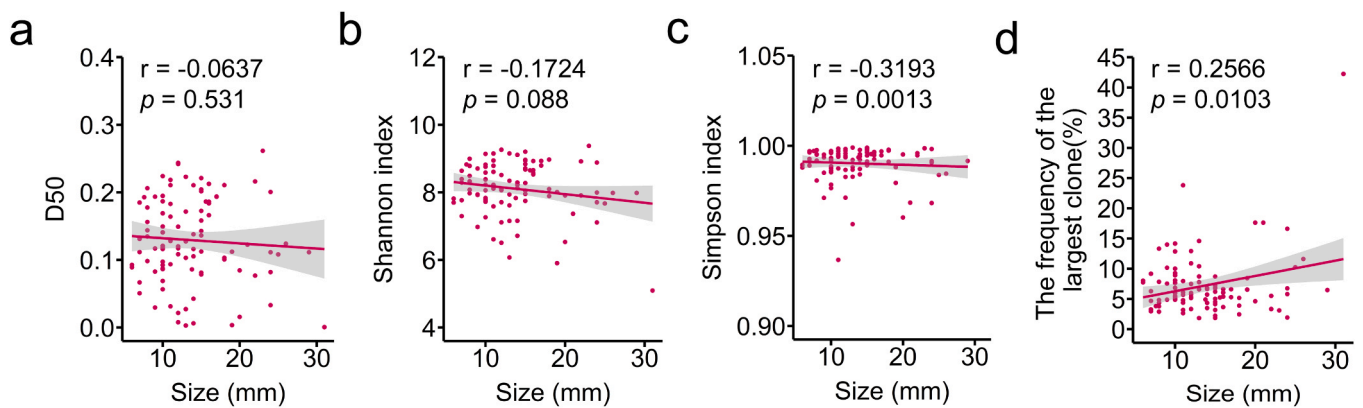 a
r = -0.0637
p = 0.531
D50
0.4
0.3
0.2
0.1
0.0
10
20
30
Size (mm)
b
r = -0.1724
p = 0.088
Shannon index
12
10
8
6
4
10
20
30
Size (mm)
c
r = -0.3193
p = 0.0013
Simpson index
1.05
1.00
0.95
0.90
10
20
30
Size (mm)
d
r = 0.2566
p = 0.0103
The frequency of the
largest clone(%)
45
40
35
30
25
20
15
10
5
0
10
20
30
Size (mm)